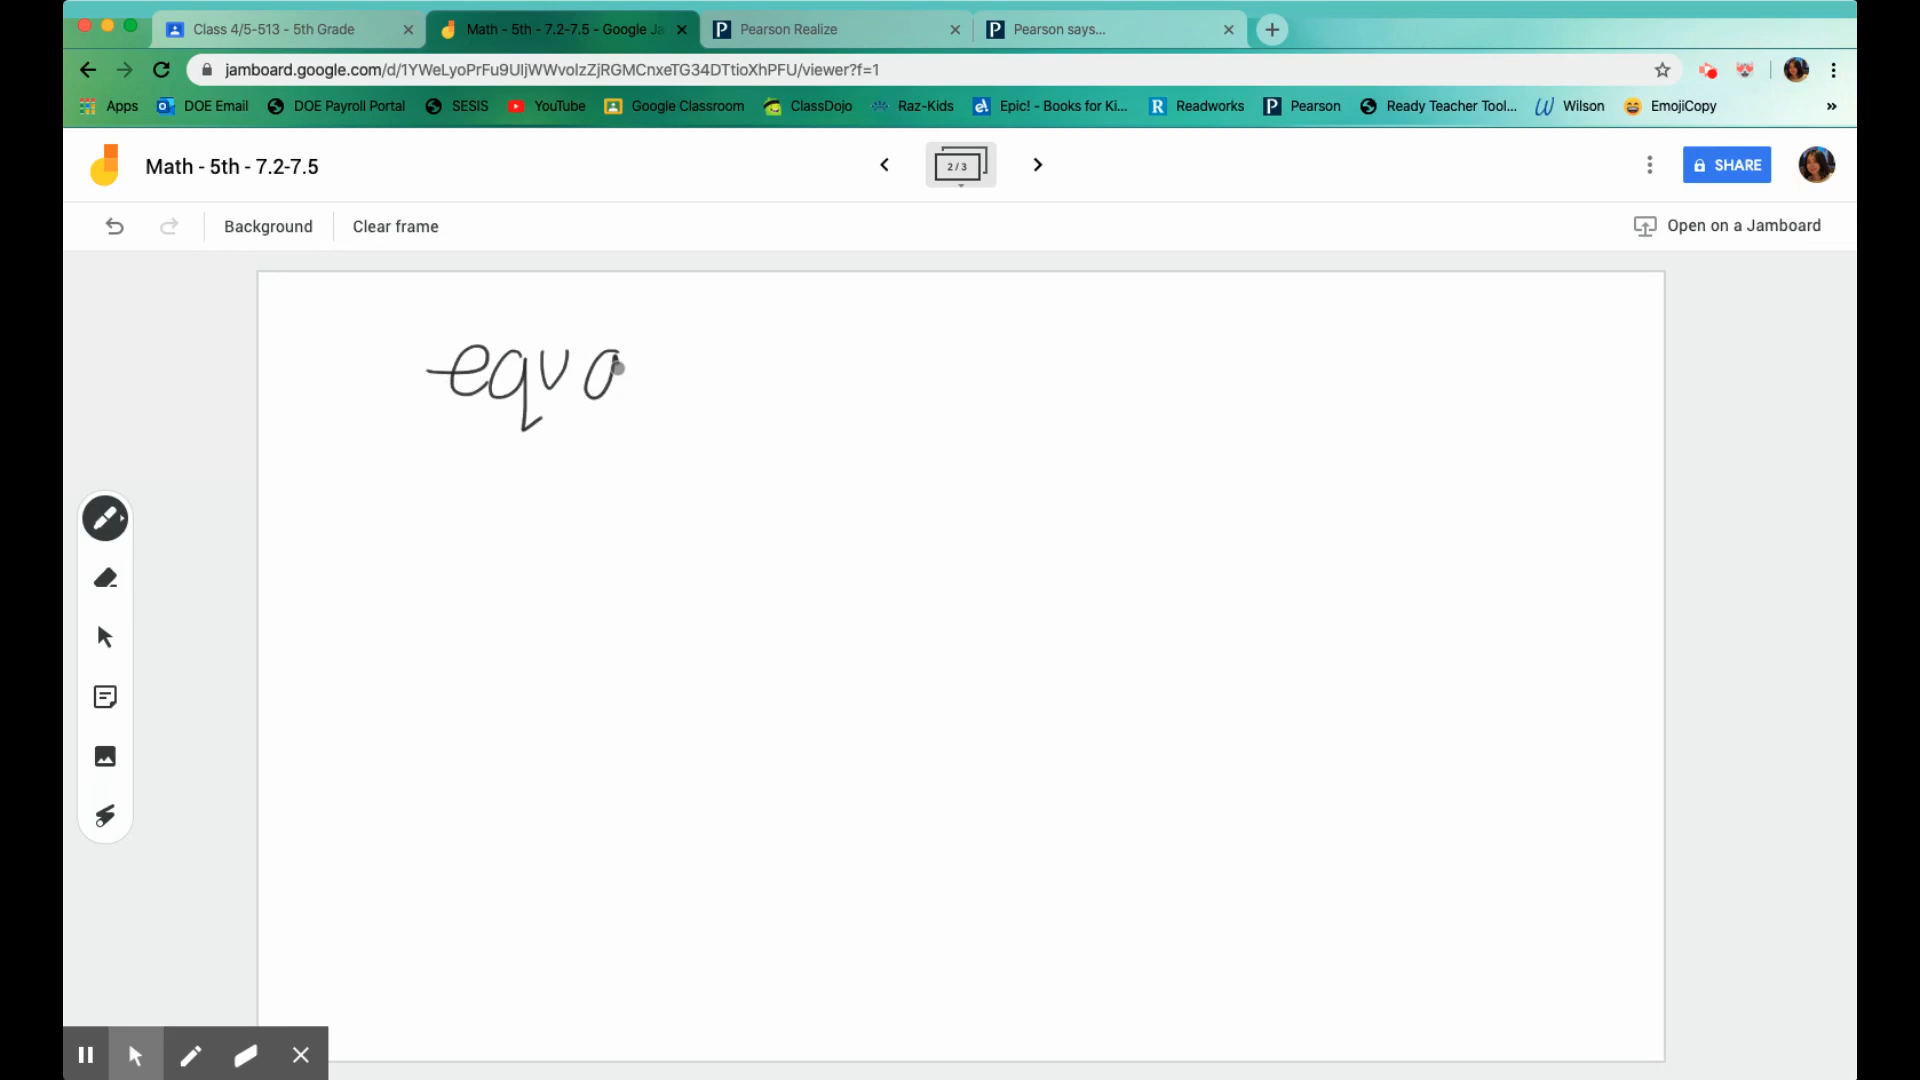 Class 4/5-513 - 5th Grade
Math - 5th - 7.2-7.5 - Google Ja
Pearson Realize
Pearson says...
jamboard.google.com/d/1YWeLyoPrFu9UljWWvolzZjRGMCnxeTG34DTtioXhPFU/viewer?f=1
Apps DOE Email DOE Payroll Portal SESIS YouTube Google Classroom ClassDojo Raz-Kids Epic! - Books for Ki... Readworks Pearson Ready Teacher Tool... Wilson EmojiCopy »
Math - 5th - 7.2-7.5
2 / 3
SHARE
Background
Clear frame
Open on a Jamboard
equa